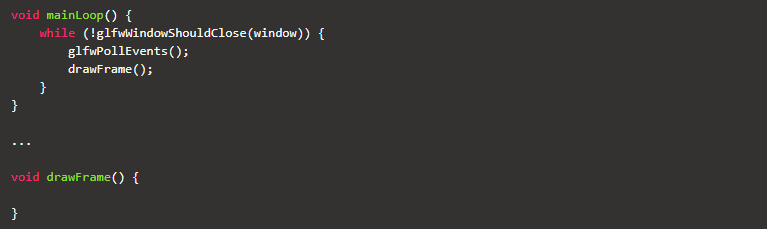 void mainLoop() {
    while (!glfwWindowShouldClose(window)) {
        glfwPollEvents();
        drawFrame();
    }
}

...

void drawFrame() {

}